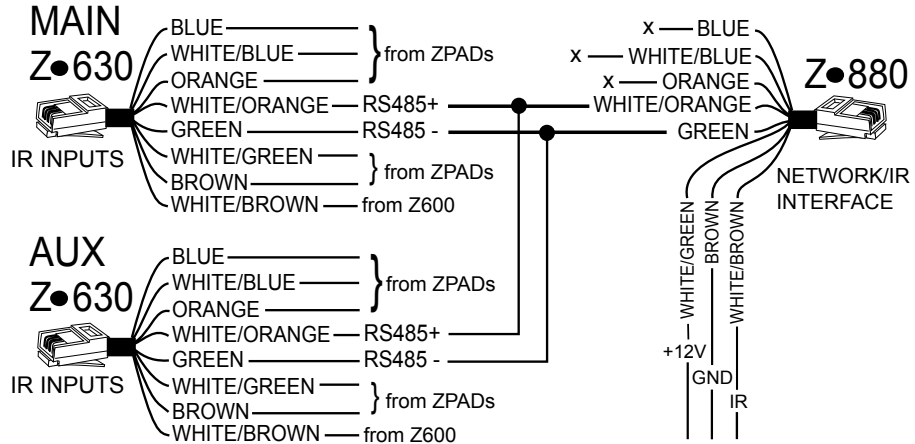 MAIN
Z•630
IR INPUTS
BLUE
WHITE/BLUE
ORANGE
from ZPADs
WHITE/ORANGE RS485+
GREEN RS485 -
WHITE/GREEN
BROWN
from ZPADs
WHITE/BROWN from Z600
AUX
Z•630
IR INPUTS
BLUE
WHITE/BLUE
ORANGE
from ZPADs
WHITE/ORANGE RS485+
GREEN RS485 -
WHITE/GREEN
BROWN
from ZPADs
WHITE/BROWN from Z600
x BLUE
x WHITE/BLUE
x ORANGE
WHITE/ORANGE
GREEN
Z•880
NETWORK/IR
INTERFACE
WHITE/GREEN
+12V
BROWN
GND
WHITE/BROWN
IR